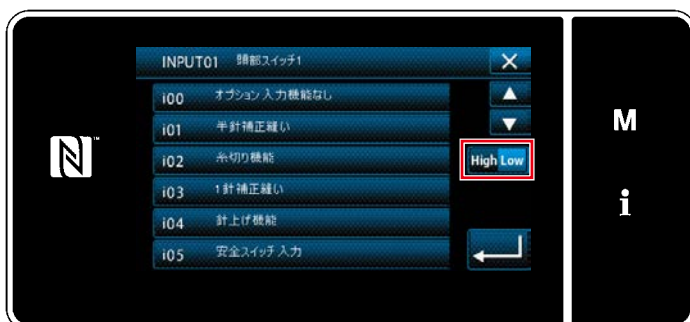 INPUT01 頭部スイッチ1
i00 オプション入力機能なし
i01 半針補正縫い
i02 糸切り機能
High Low
i03 1針補正縫い
i04 針上げ機能
i05 安全スイッチ入力
M
i